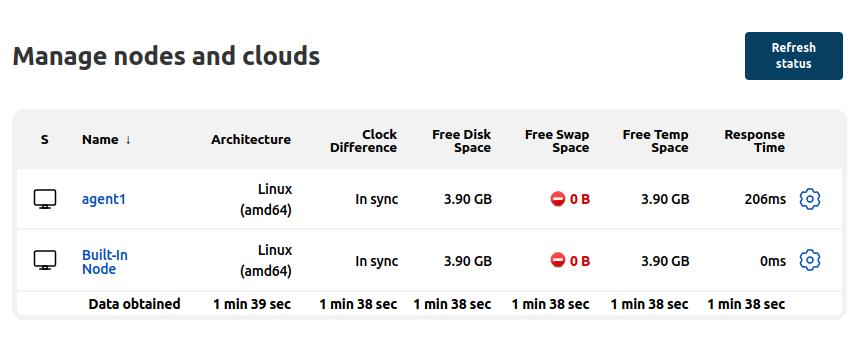 Manage nodes and clouds
Refresh
status
S Name ↓ Architecture Clock Difference Free Disk Space Free Swap Space Free Temp Space Response Time
agent1 Linux (amd64) In sync 3.90 GB 0 B 3.90 GB 206ms
Built-In Node Linux (amd64) In sync 3.90 GB 0 B 3.90 GB 0ms
Data obtained 1 min 39 sec 1 min 38 sec 1 min 38 sec 1 min 38 sec 1 min 38 sec 1 min 38 sec